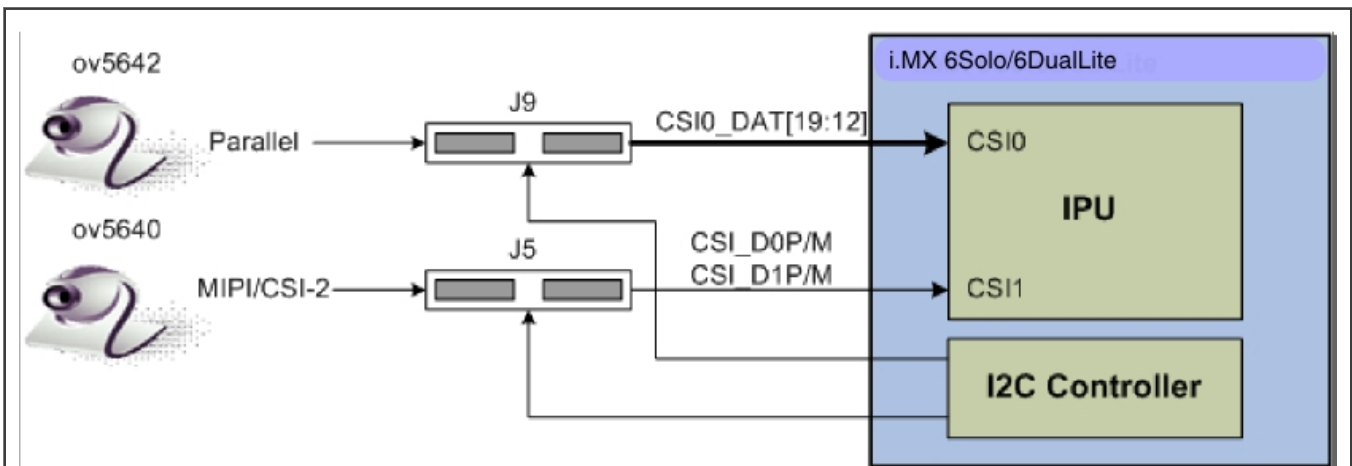 ov5642
i.MX 6Solo/6DualLite
J9
CSI0_DAT[19:12]
Parallel
CSI0
IPU
ov5640
J5
CSI_D0P/M
CSI_D1P/M
MIPI/CSI-2
CSI1
I2C Controller